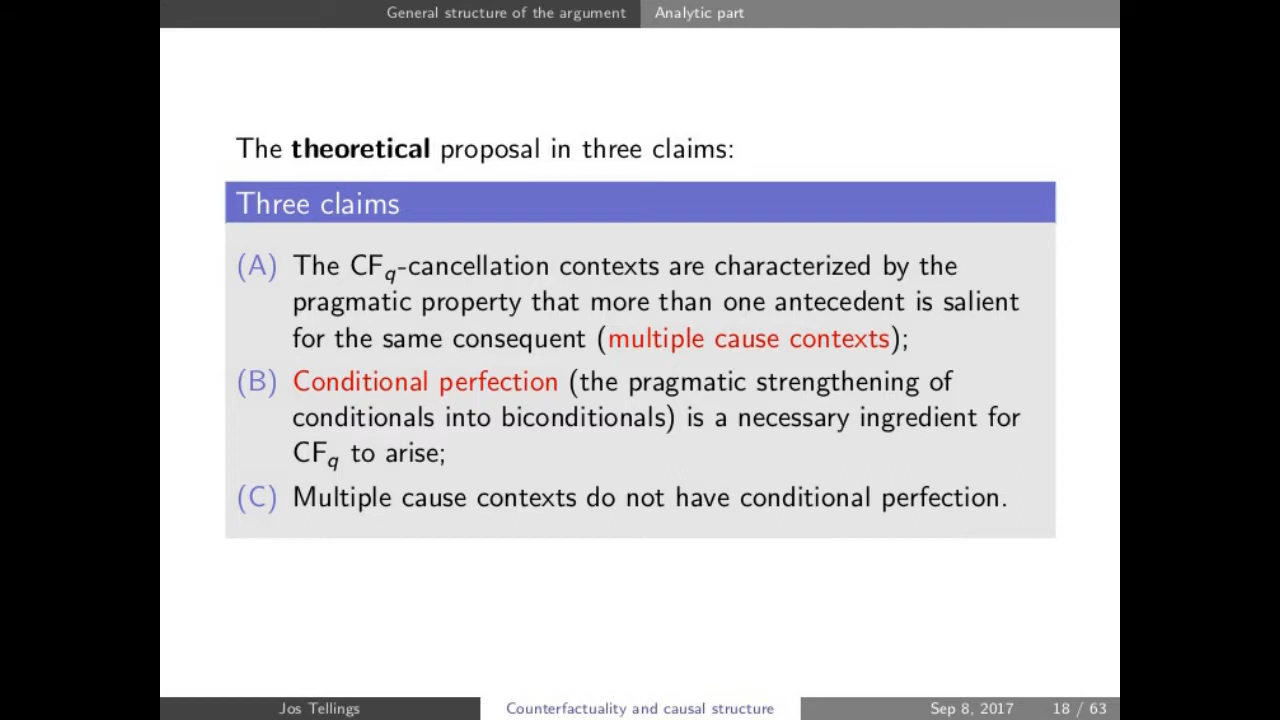 General structure of the argument Analytic part
The theoretical proposal in three claims:
Three claims
(A) The CFq-cancellation contexts are characterized by the
pragmatic property that more than one antecedent is salient
for the same consequent (multiple cause contexts);
(B) Conditional perfection (the pragmatic strengthening of
conditionals into biconditionals) is a necessary ingredient for
CFq to arise;
(C) Multiple cause contexts do not have conditional perfection.
Jos Tellings Counterfactuality and causal structure Sep 8, 2017 18 / 63